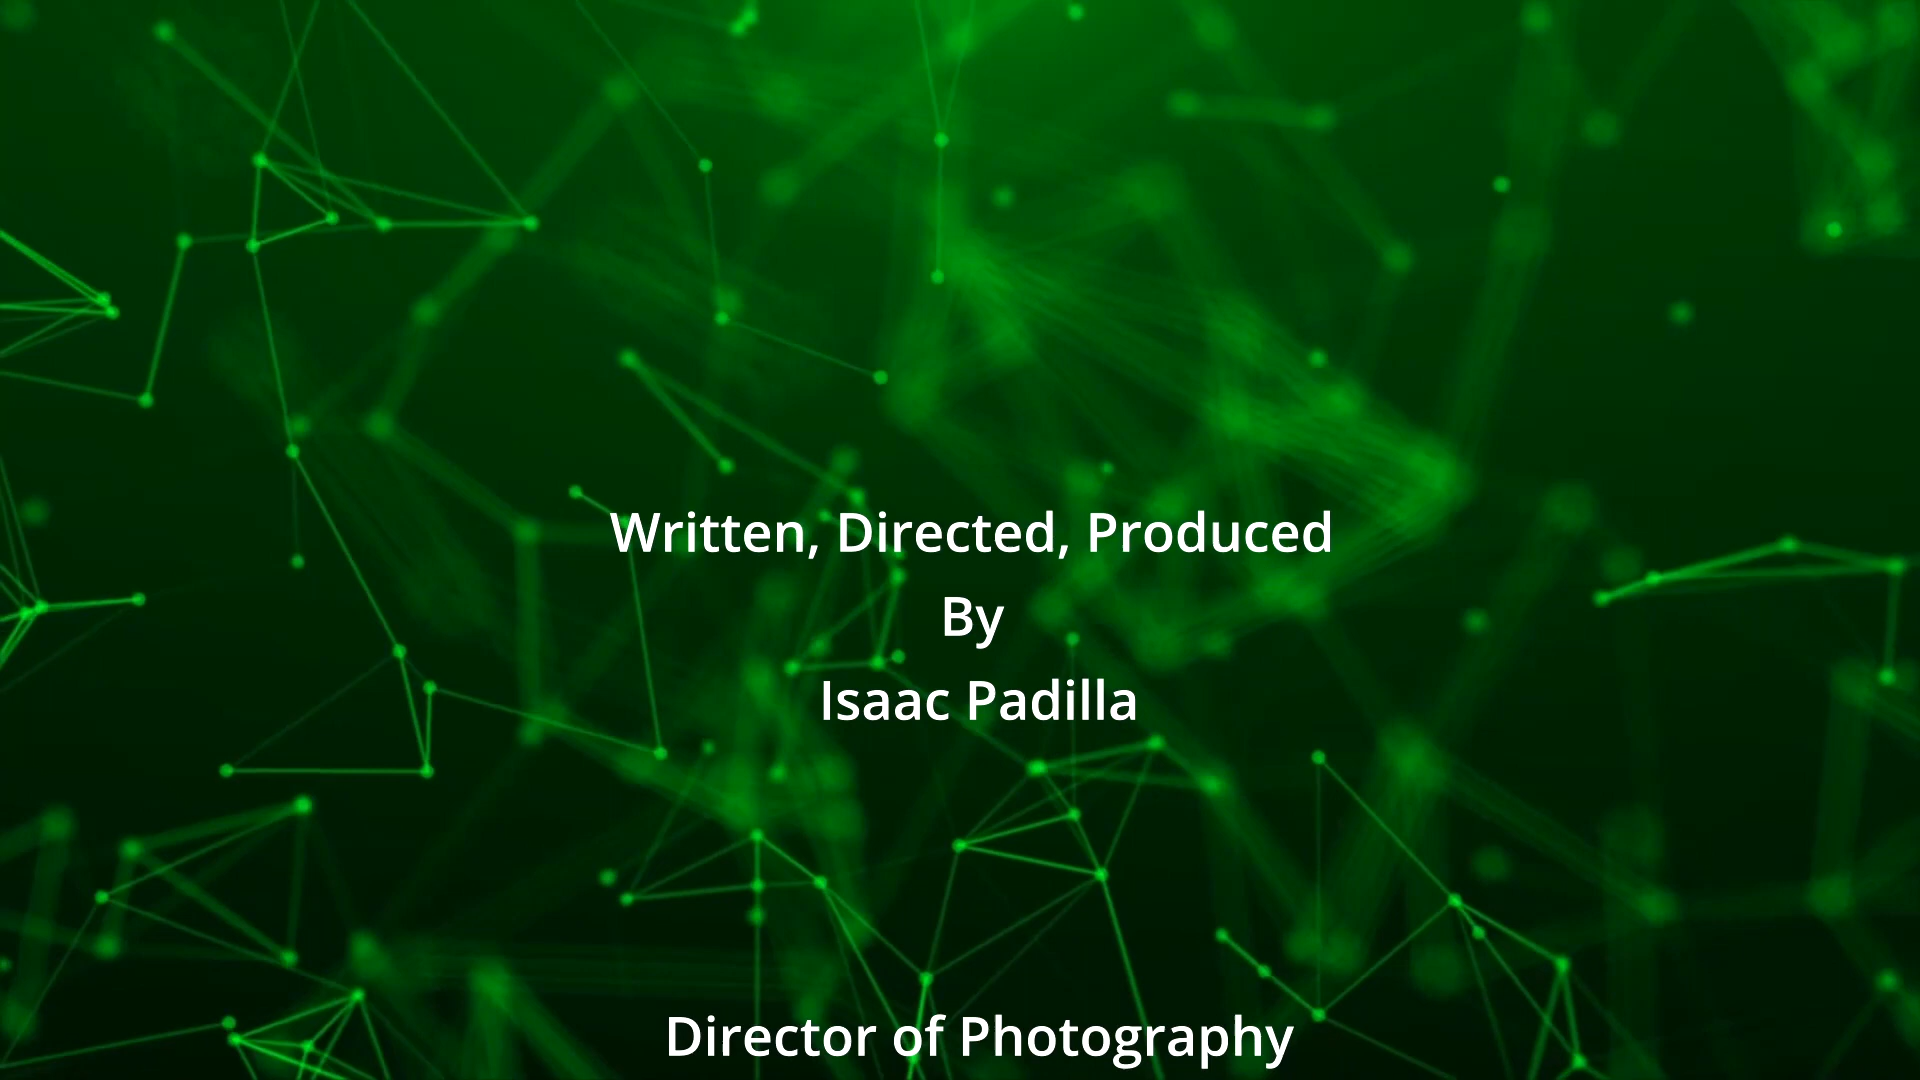 Written, Directed, Produced
By
Isaac Padilla
Director of Photography